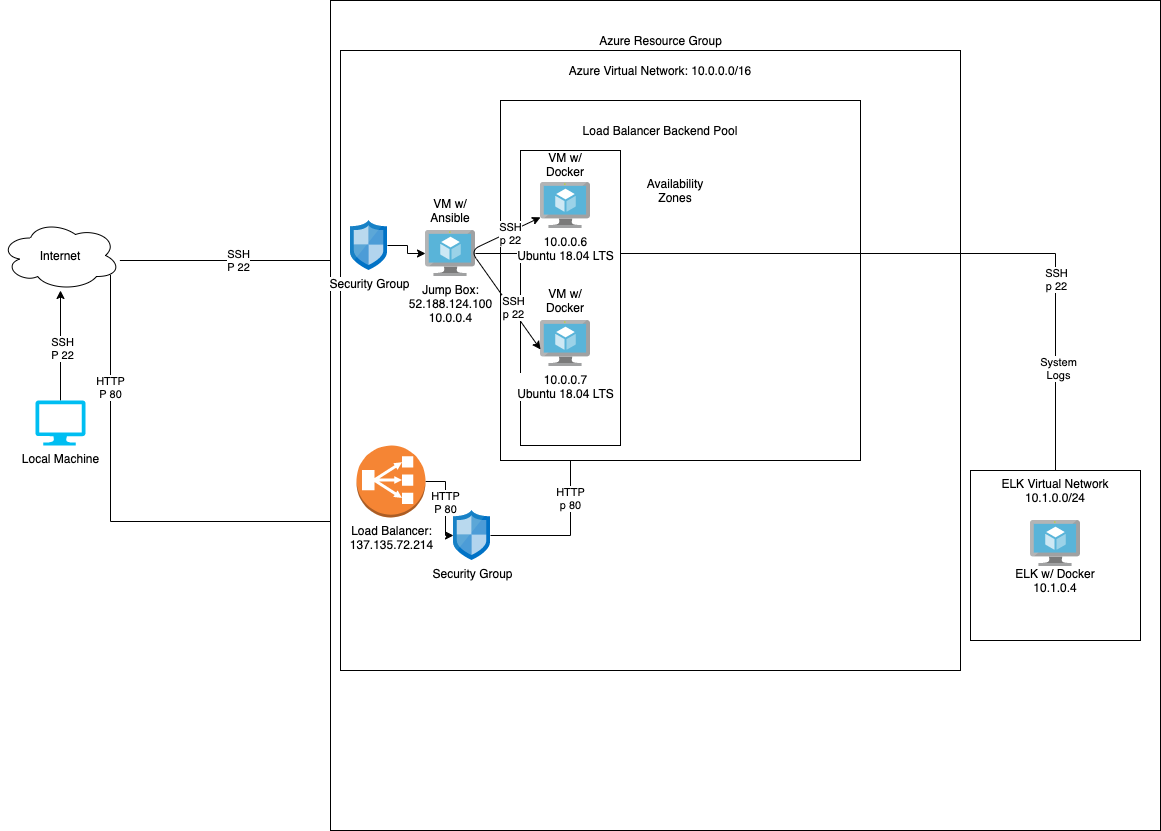 Azure Resource Group
Azure Virtual Network: 10.0.0.0/16
Load Balancer Backend Pool
VM w/
Docker
Availability
Zones
VM w/
Ansible
SSH
p 22
10.0.0.6
Ubuntu 18.04 LTS
Internet
SSH
P 22
Security Group
Jump Box:
52.188.124.100
10.0.0.4
SSH
p 22
VM w/
Docker
SSH
p 22
System
Logs
SSH
P 22
HTTP
P 80
10.0.0.7
Ubuntu 18.04 LTS
Local Machine
HTTP
P 80
HTTP
p 80
Load Balancer:
137.135.72.214
Security Group
ELK Virtual Network
10.1.0.0/24
ELK w/ Docker
10.1.0.4